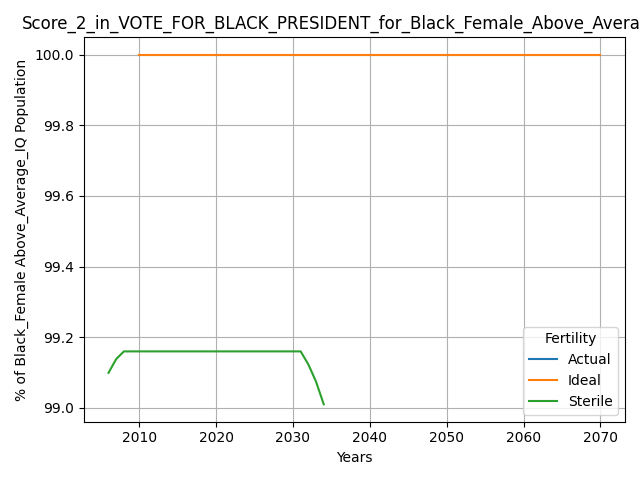 Score_2_in_VOTE_FOR_BLACK_PRESIDENT_for_Black_Female_Above_Avera
% of Black_Female Above_Average_IQ Population
100.0
99.8
99.6
99.4
99.2
99.0
Fertility
Actual
Ideal
Sterile
2010 2020 2030 2040 2050 2060 2070
Years